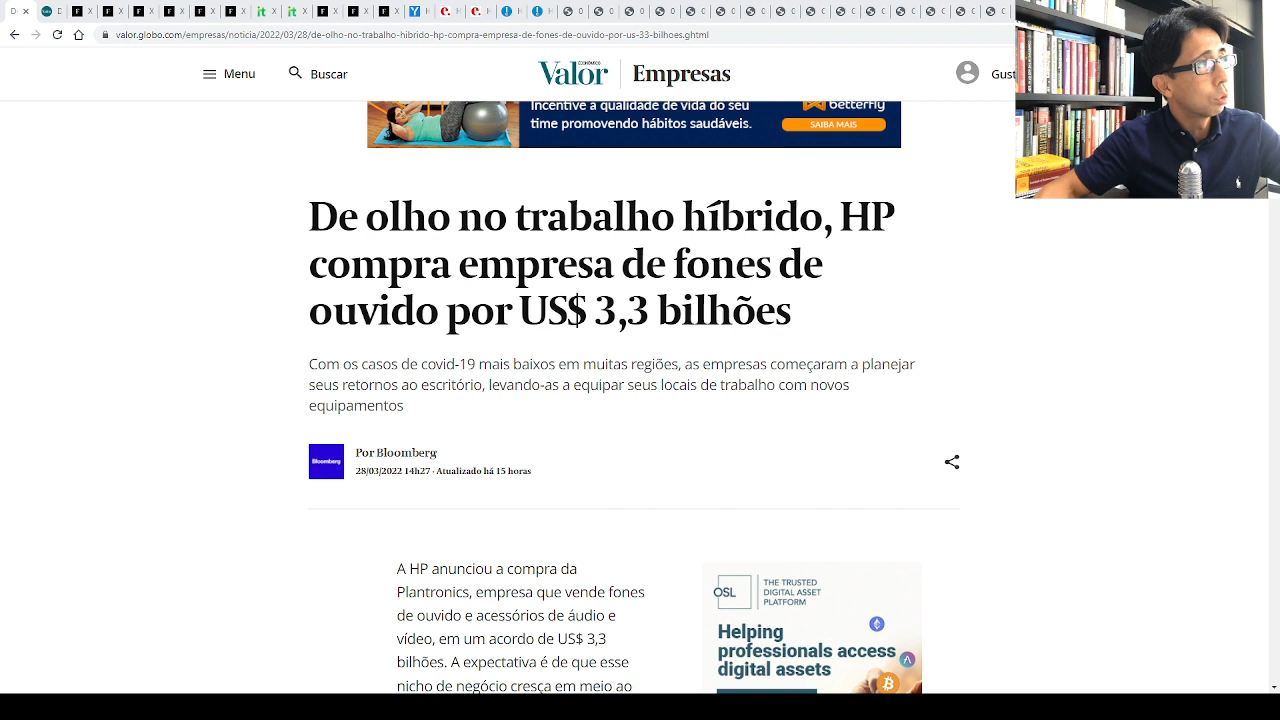 valor.globo.com/empresas/noticia/2022/03/28/de-olho-no-trabalho-hibrido-hp-compra-empresa-de-fones-de-ouvido-por-us-33-bilhoes.ghtml
Menu
Buscar
Valor
ECONÔMICO
Empresas
Gust
Incentive a qualidade de vida do seu
time promovendo hábitos saudáveis.
betterfly
SAIBA MAIS
De olho no trabalho híbrido, HP
compra empresa de fones de
ouvido por US$ 3,3 bilhões
Com os casos de covid-19 mais baixos em muitas regiões, as empresas começaram a planejar
seus retornos ao escritório, levando-as a equipar seus locais de trabalho com novos
equipamentos
Bloomberg
Por Bloomberg
28/03/2022 14h27 · Atualizado há 15 horas
A HP anunciou a compra da
Plantronics, empresa que vende fones
de ouvido e acessórios de áudio e
vídeo, em um acordo de US$ 3,3
bilhões. A expectativa é de que esse
nicho de negócio cresça em meio ao
OSL
THE TRUSTED
DIGITAL ASSET
PLATFORM
Helping
professionals access
digital assets